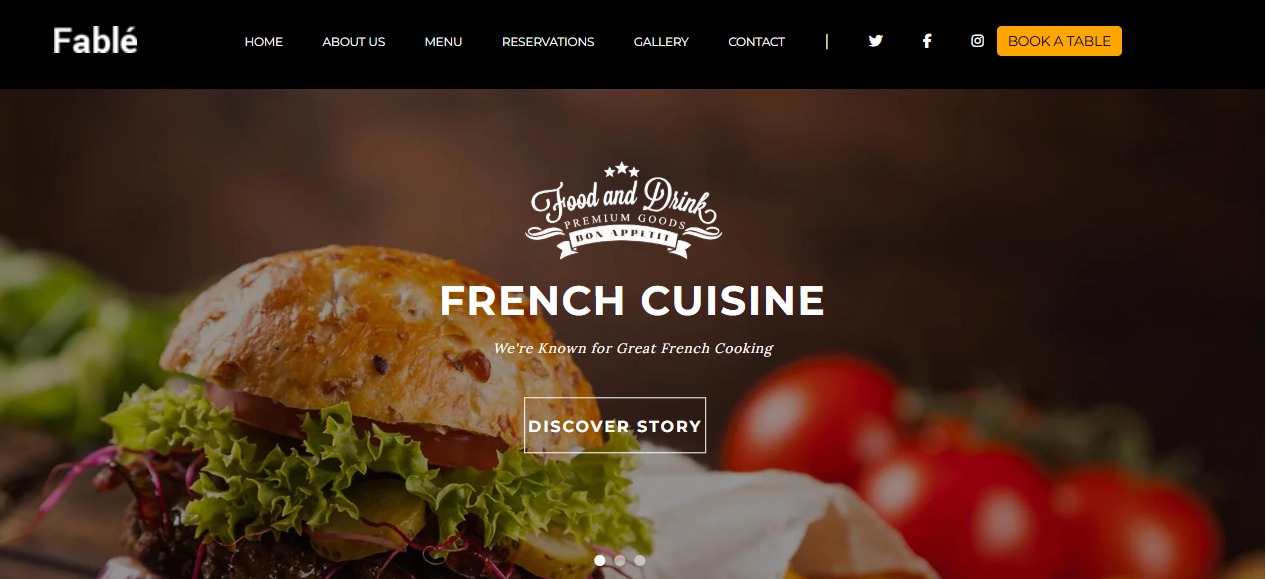 Fablé
HOME ABOUT US MENU RESERVATIONS GALLERY CONTACT | BOOK A TABLE
Food and Drink
PREMIUM GOODS
BON APPETIT
FRENCH CUISINE
We're Known for Great French Cooking
DISCOVER STORY